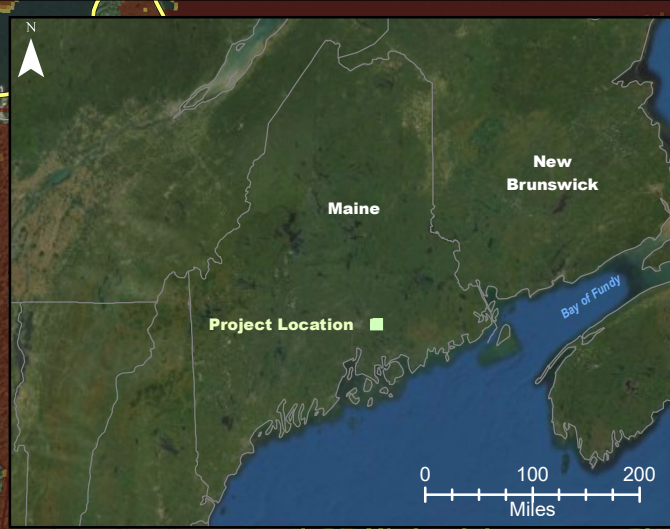 N
New
Brunswick
Maine
Bay of Fundy
Project Location
0 100 200
Miles